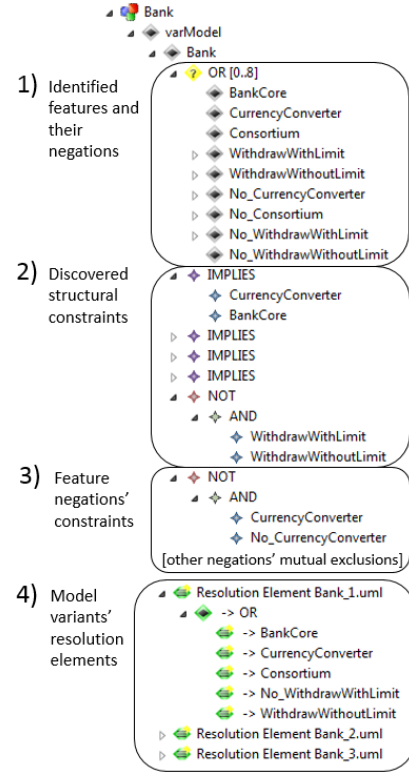 Bank
varModel
Bank
1) Identified features and their negations
OR [0..8]
BankCore
CurrencyConverter
Consortium
WithdrawWithLimit
WithdrawWithoutLimit
No_CurrencyConverter
No_Consortium
No_WithdrawWithLimit
No_WithdrawWithoutLimit
2) Discovered structural constraints
IMPLIES
CurrencyConverter
BankCore
IMPLIES
IMPLIES
IMPLIES
NOT
AND
WithdrawWithLimit
WithdrawWithoutLimit
3) Feature negations' constraints
NOT
AND
CurrencyConverter
No_CurrencyConverter
[other negations' mutual exclusions]
4) Model variants' resolution elements
Resolution Element Bank_1.uml
-> OR
-> BankCore
-> CurrencyConverter
-> Consortium
-> No_WithdrawWithLimit
-> WithdrawWithoutLimit
Resolution Element Bank_2.uml
Resolution Element Bank_3.uml